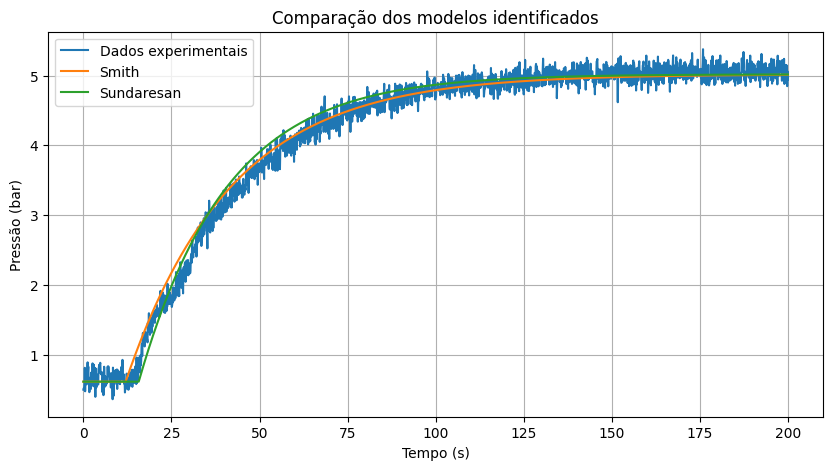 Comparação dos modelos identificados
Dados experimentais
Smith
Sundaresan
Pressão (bar)
5
4
3
2
1
0
25
50
75
100
125
150
175
200
Tempo (s)